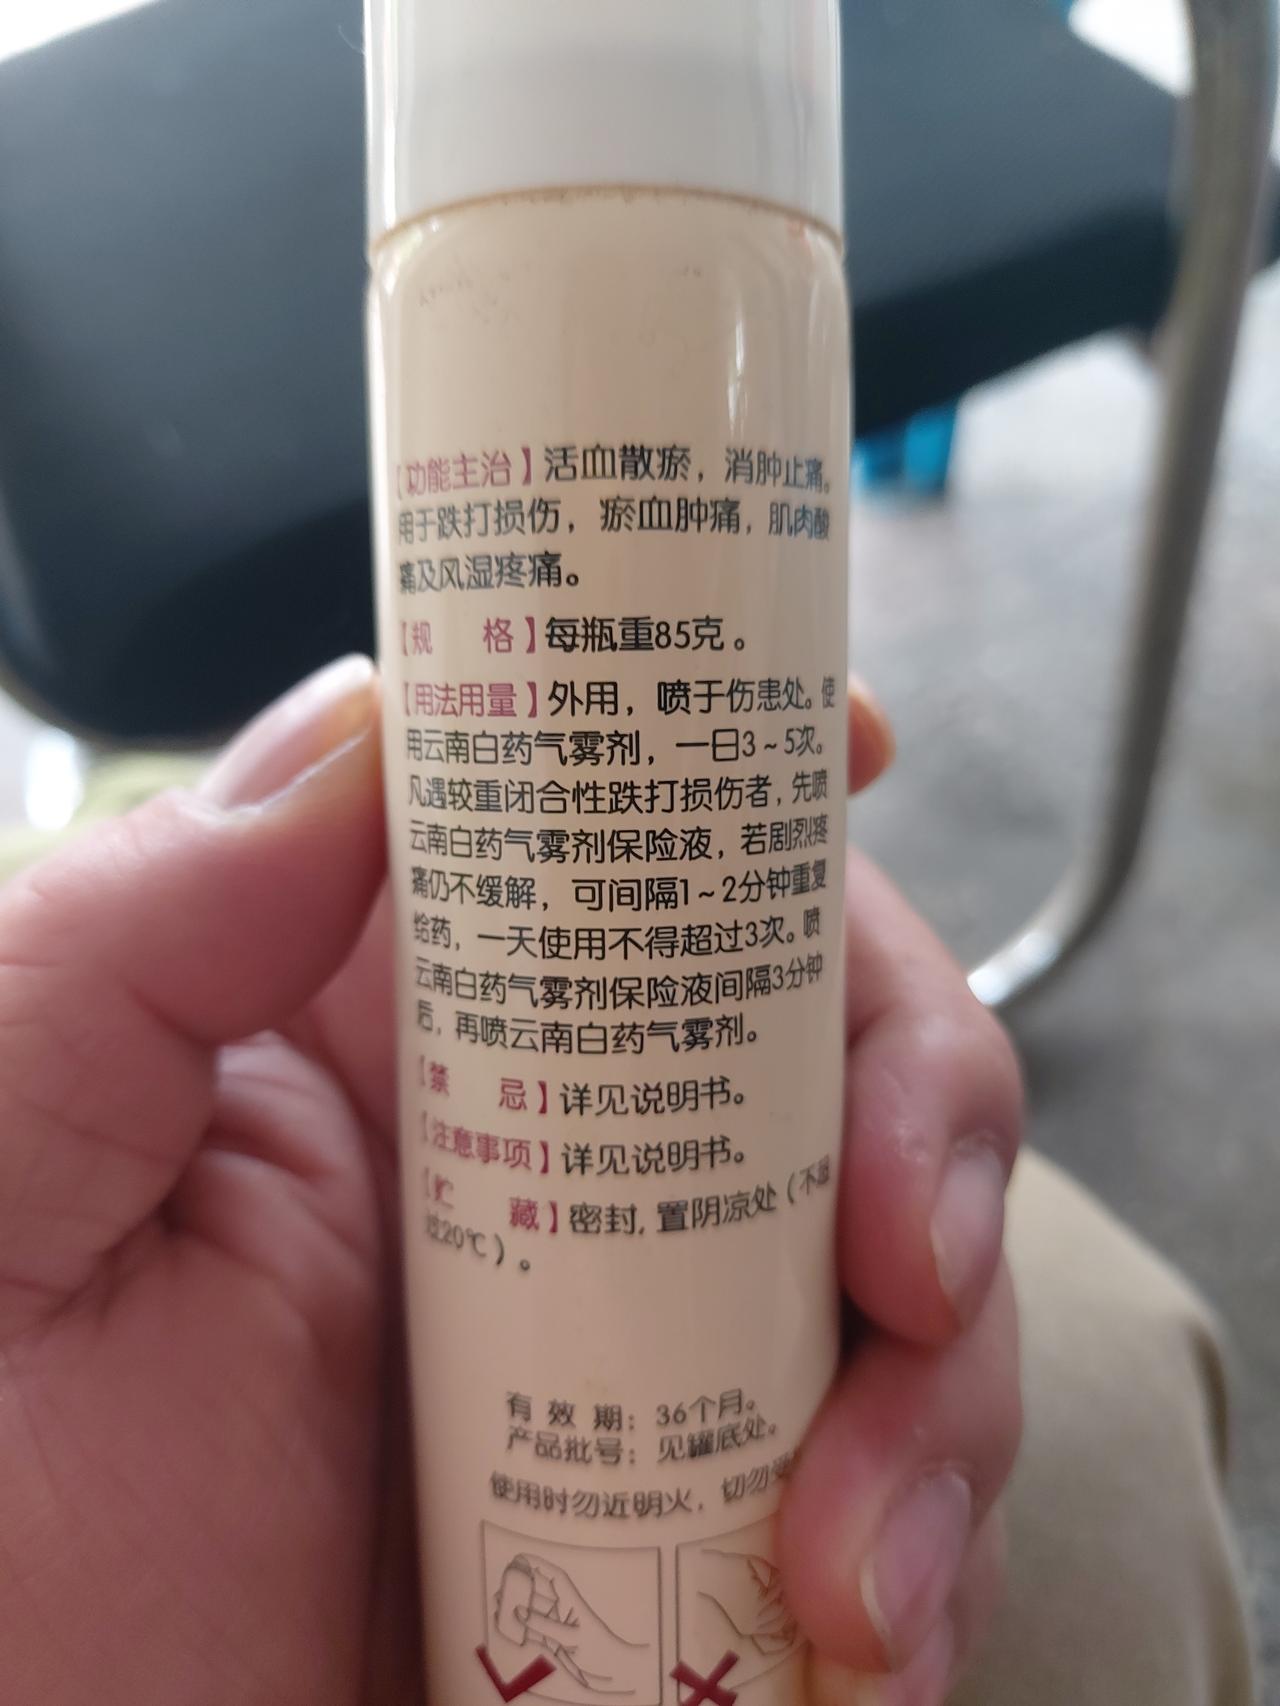 【功能主治】活血散瘀，消肿止痛。
用于跌打损伤，瘀血肿痛，肌肉酸
痛及风湿疼痛。
【规　　格】每瓶重85克。
【用法用量】外用，喷于伤患处。使
用云南白药气雾剂，一日3~5次。
凡遇较重闭合性跌打损伤者，先喷
云南白药气雾剂保险液，若剧烈疼
痛仍不缓解，可间隔1~2分钟重复
给药，一天使用不得超过3次。喷
云南白药气雾剂保险液间隔3分钟
后，再喷云南白药气雾剂。
【禁　　忌】详见说明书。
【注意事项】详见说明书。
【贮　　藏】密封，置阴凉处（不超
过20℃）。
有 效 期：36个月。
产品批号：见罐底处。
使用时勿近明火，切勿受